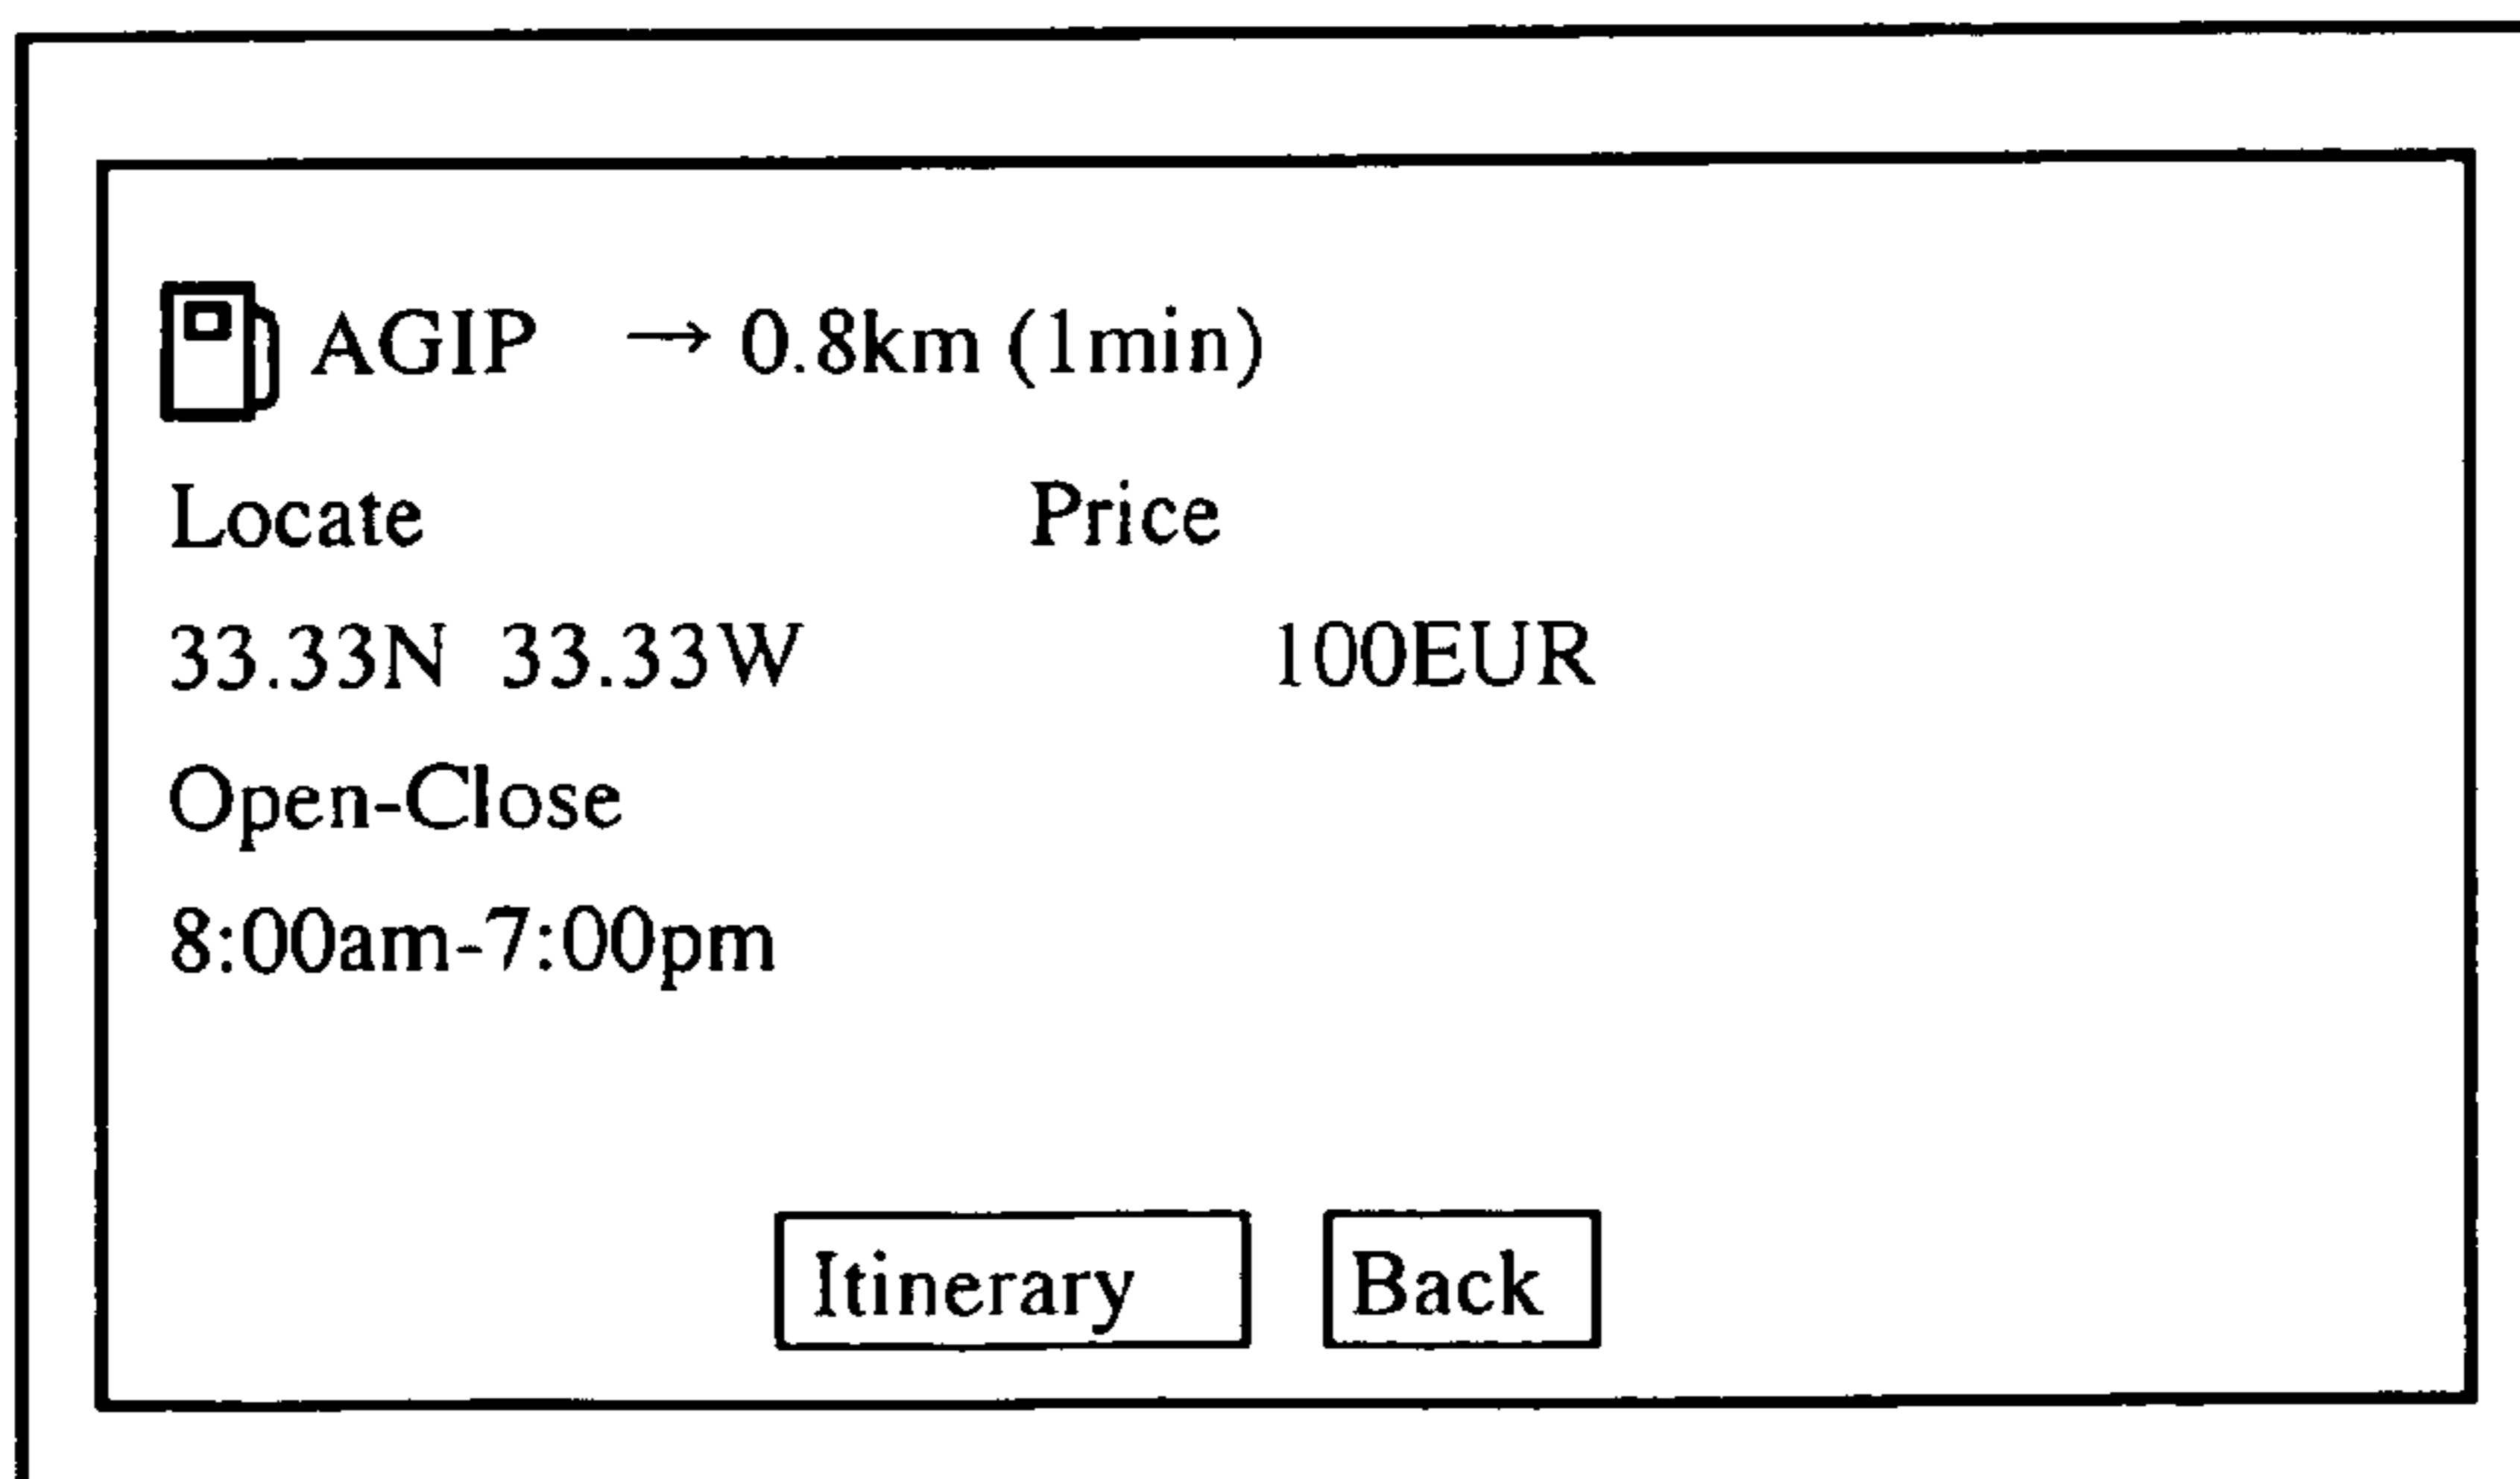 AGIP → 0.8km (1min)
Locate Price
33.33N 33.33W 100EUR
Open-Close
8:00am-7:00pm
Itinerary Back